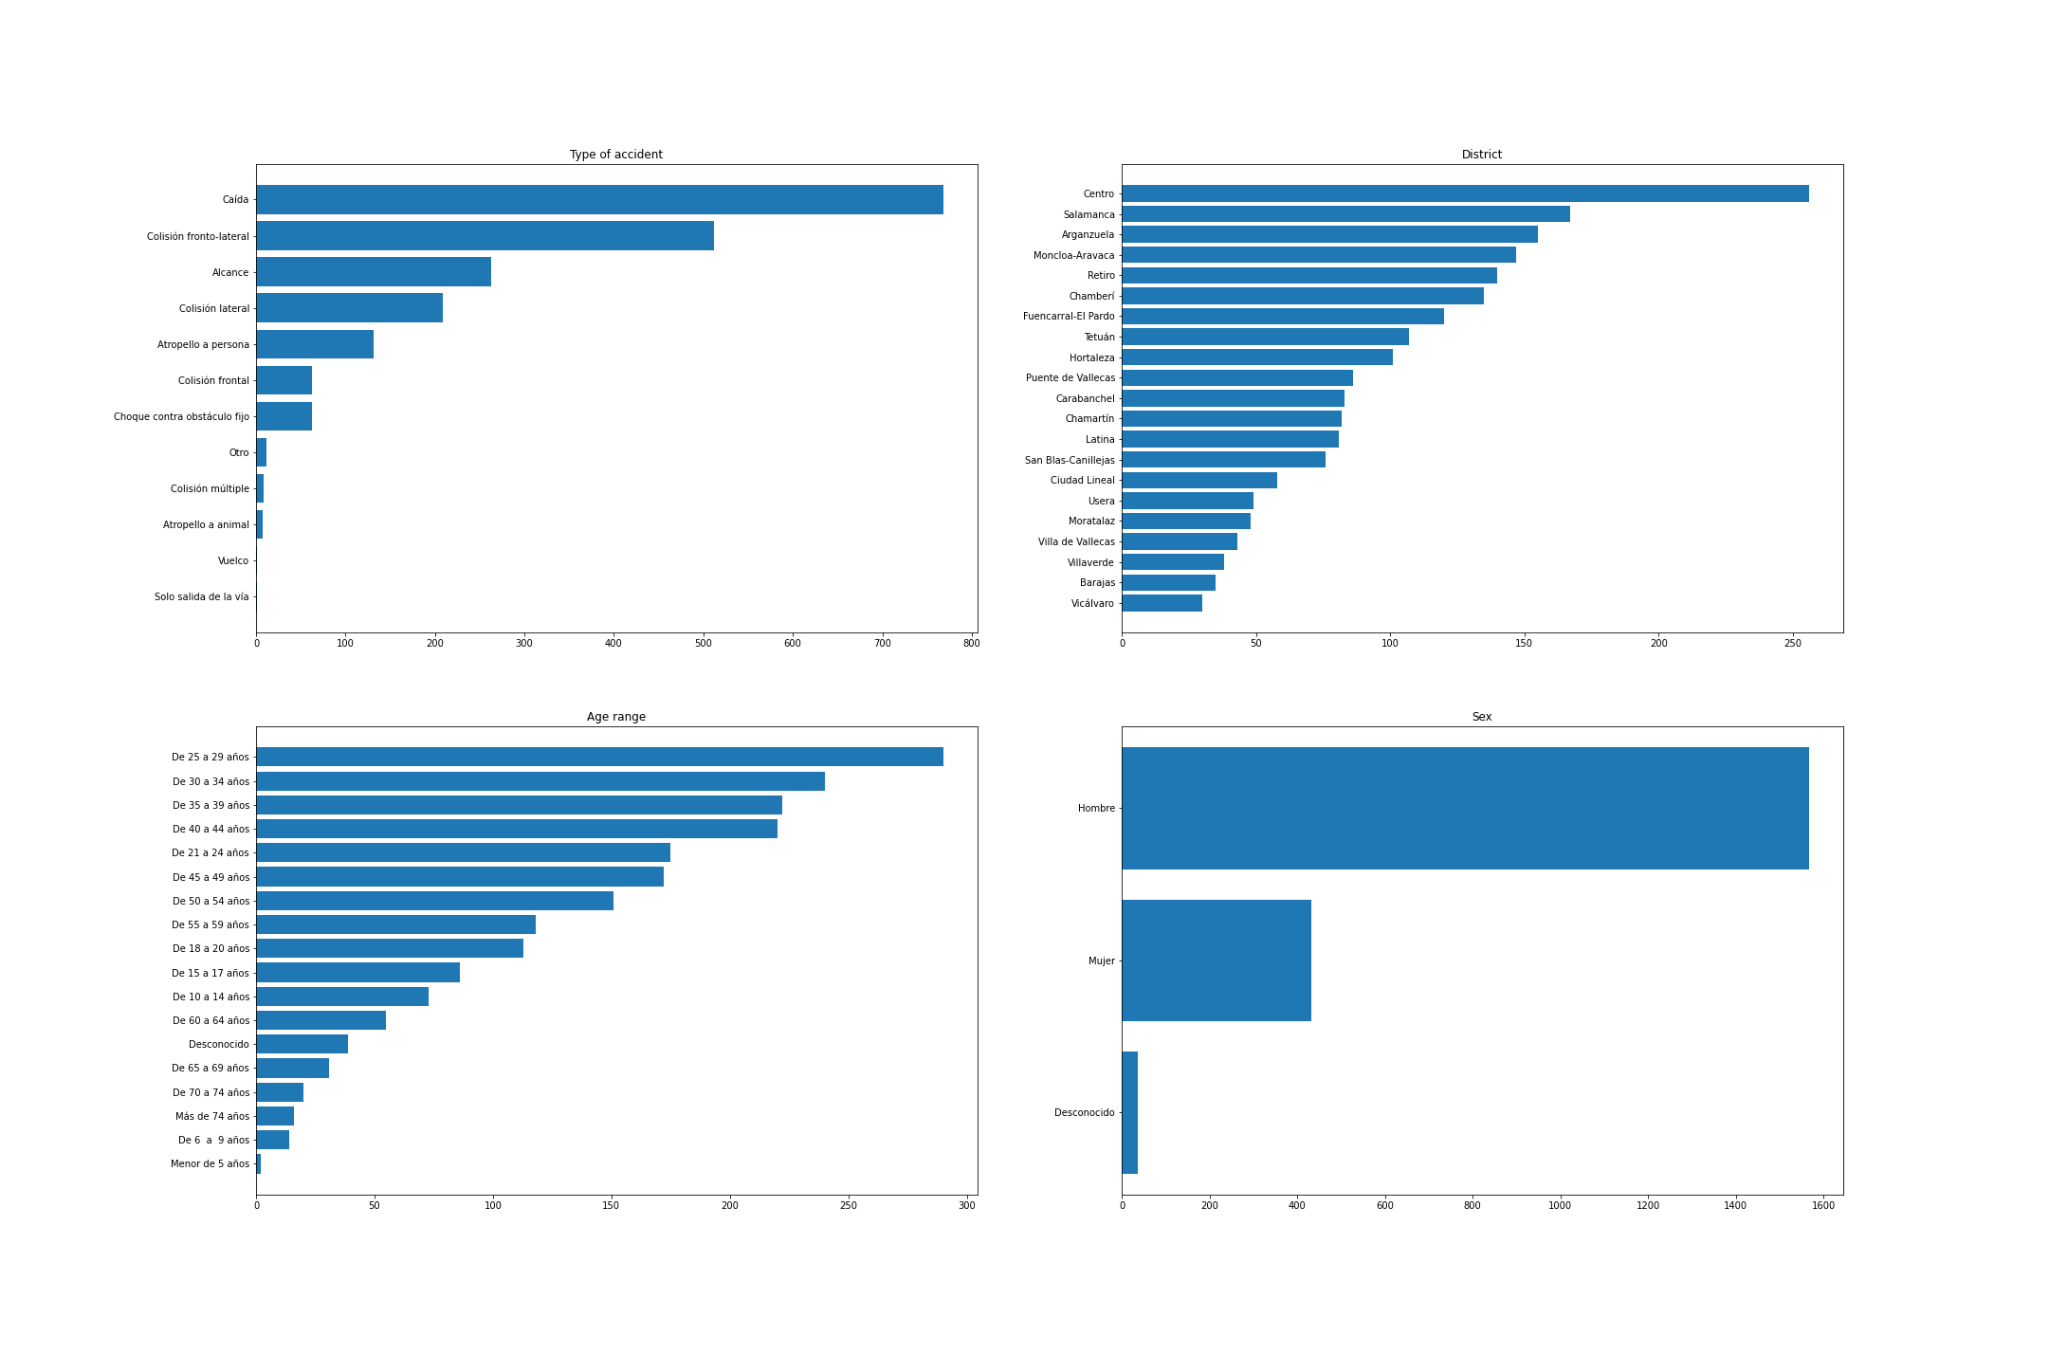 Type of accident
Caída
Colisión fronto-lateral
Alcance
Colisión lateral
Atropello a persona
Colisión frontal
Choque contra obstáculo fijo
Otro
Colisión múltiple
Atropello a animal
Vuelco
Solo salida de la vía
0 100 200 300 400 500 600 700 800
District
Centro
Salamanca
Arganzuela
Moncloa-Aravaca
Retiro
Chamberí
Fuencarral-El Pardo
Tetuán
Hortaleza
Puente de Vallecas
Carabanchel
Chamartín
Latina
San Blas-Canillejas
Ciudad Lineal
Usera
Moratalaz
Villa de Vallecas
Villaverde
Barajas
Vicálvaro
0 50 100 150 200 250
Age range
De 25 a 29 años
De 30 a 34 años
De 35 a 39 años
De 40 a 44 años
De 21 a 24 años
De 45 a 49 años
De 50 a 54 años
De 55 a 59 años
De 18 a 20 años
De 15 a 17 años
De 10 a 14 años
De 60 a 64 años
Desconocido
De 65 a 69 años
De 70 a 74 años
Más de 74 años
De 6  a  9 años
Menor de 5 años
0 50 100 150 200 250 300
Sex
Hombre
Mujer
Desconocido
0 200 400 600 800 1000 1200 1400 1600